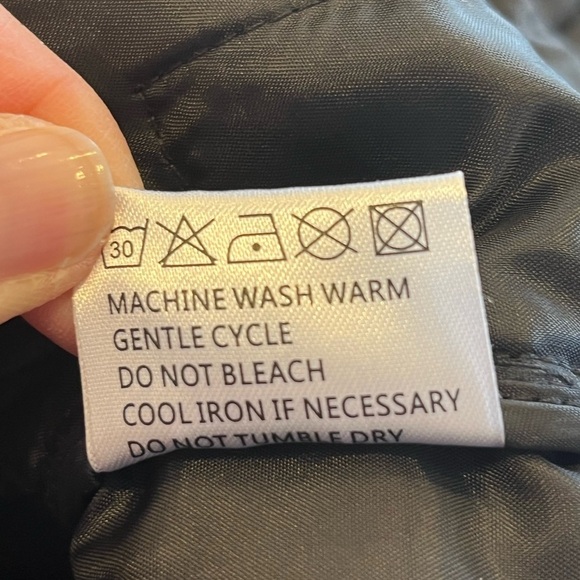 30
MACHINE WASH WARM
GENTLE CYCLE
DO NOT BLEACH
COOL IRON IF NECESSARY
DO NOT TUMBLE DRY